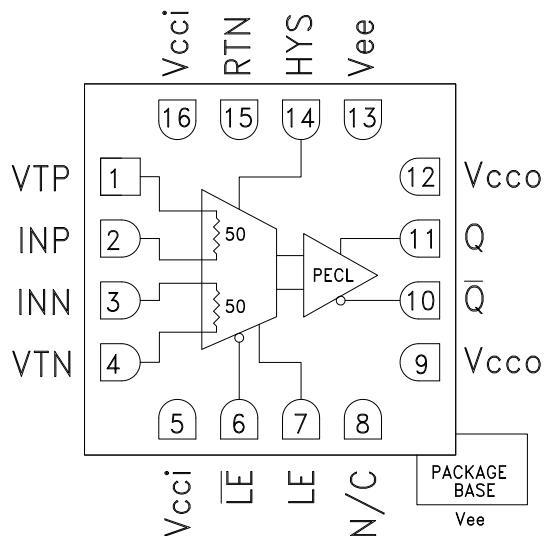 Vcci RTN HYS Vee
16 15 14 13
VTP 1 12 Vcco
INP 2 50 11 Q
PECL
INN 3 50 10 Q̅
VTN 4 9 Vcco
5 6 7 8
Vcci L̅E̅ LE N/C
PACKAGE
BASE
Vee